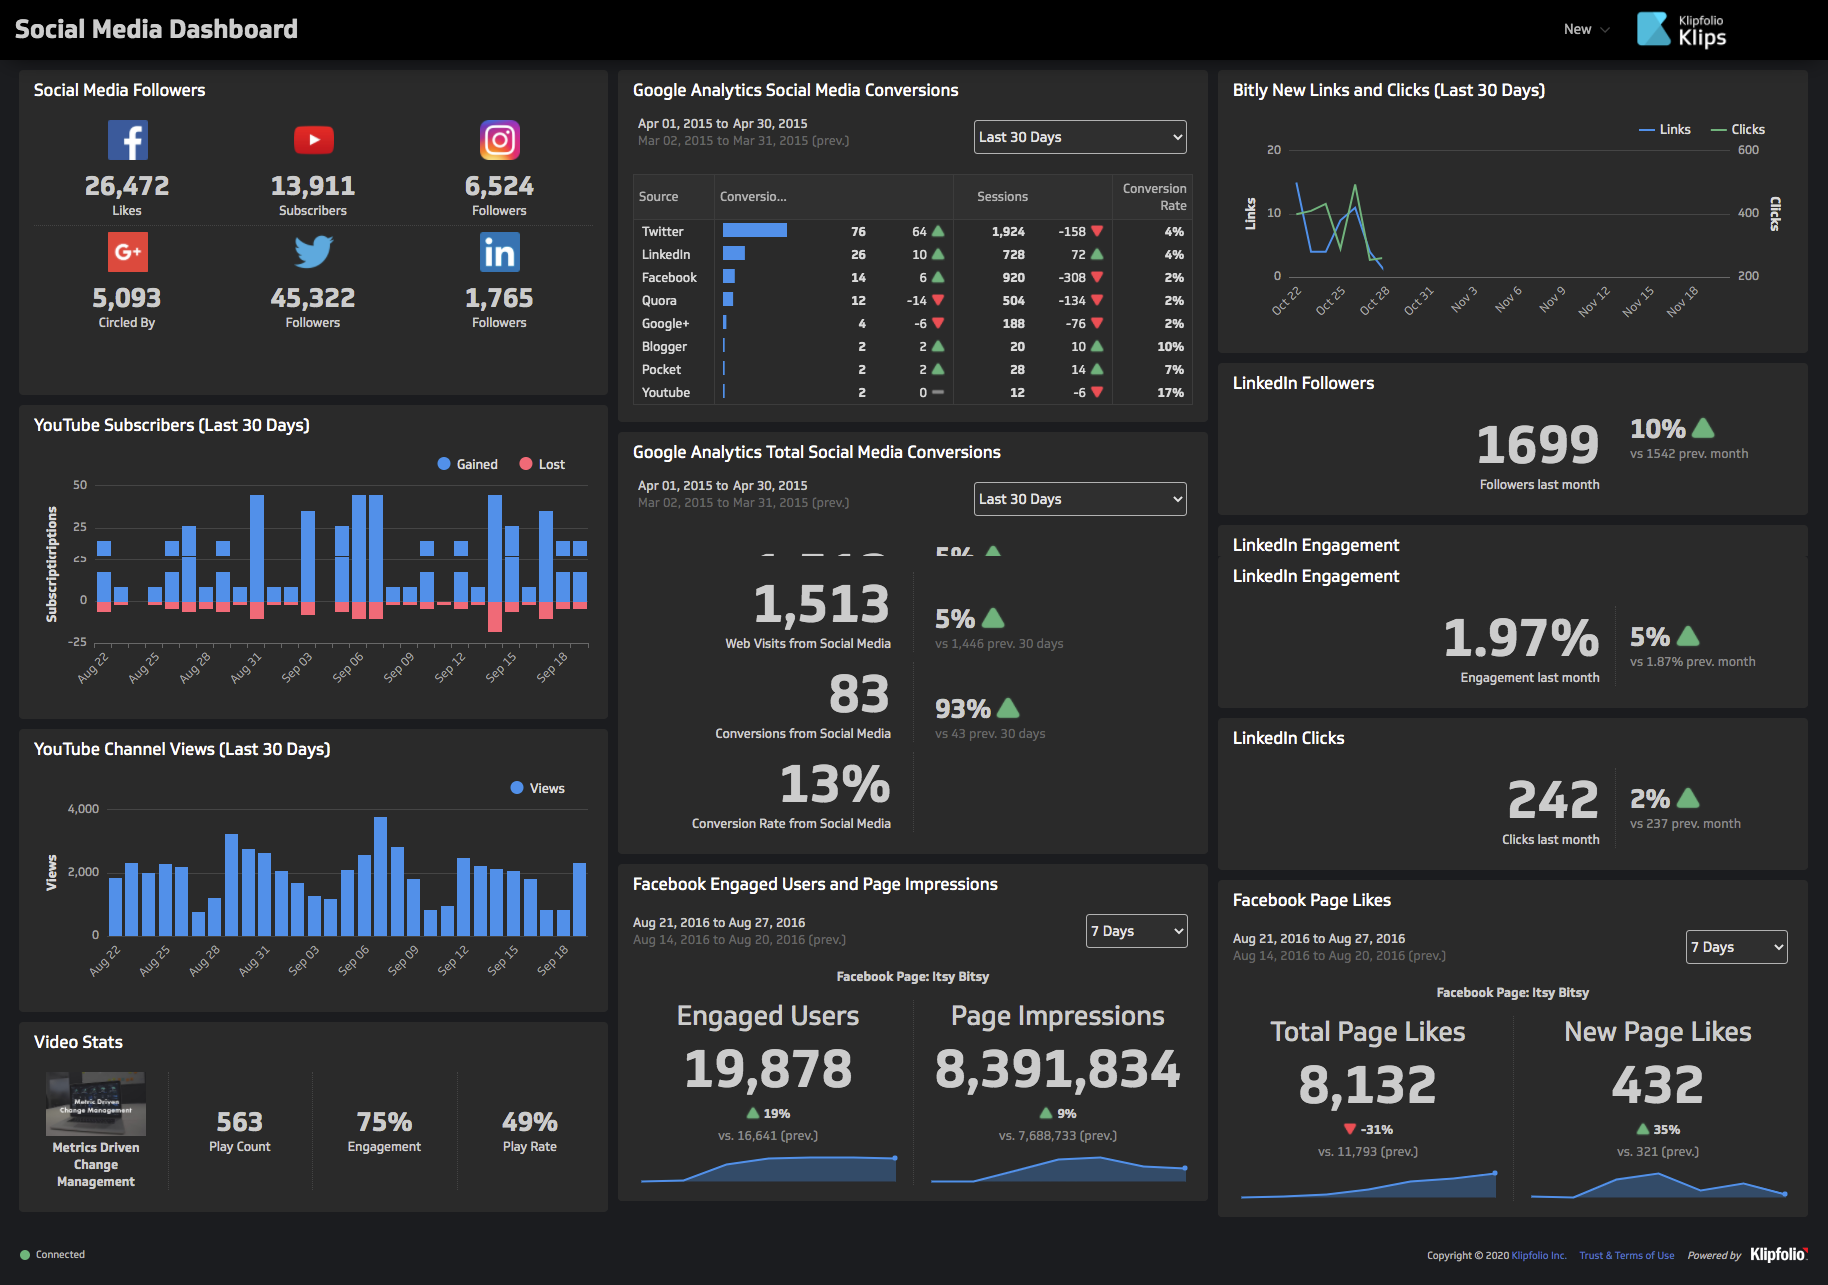 Social Media Dashboard
New
Klipfolio
Klips
Social Media Followers
26,472
Likes
13,911
Subscribers
6,524
Followers
G+
5,093
Circled By
45,322
Followers
in
1,765
Followers
YouTube Subscribers (Last 30 Days)
Gained
Lost
50
25
25
0
-25
Aug 22
Aug 25
Aug 28
Aug 31
Sep 03
Sep 06
Sep 09
Sep 12
Sep 15
Sep 18
YouTube Channel Views (Last 30 Days)
Views
4,000
2,000
0
Views
Aug 22
Aug 25
Aug 28
Aug 31
Sep 03
Sep 06
Sep 09
Sep 12
Sep 15
Sep 18
Video Stats
Metric Driven
Change Management
Metrics Driven
Change
Management
563
Play Count
75%
Engagement
49%
Play Rate
Google Analytics Social Media Conversions
Apr 01, 2015 to Apr 30, 2015
Mar 02, 2015 to Mar 31, 2015 (prev.)
Last 30 Days
Source Conversio... Sessions Conversion
Rate
Twitter 76 64 1,924 -158 4%
LinkedIn 26 10 728 72 4%
Facebook 14 6 920 -308 2%
Quora 12 -14 504 -134 2%
Google+ 4 -6 188 -76 2%
Blogger 2 2 20 10 10%
Pocket 2 2 28 14 7%
Youtube 2 0 12 -6 17%
Google Analytics Total Social Media Conversions
Apr 01, 2015 to Apr 30, 2015
Mar 02, 2015 to Mar 31, 2015 (prev.)
Last 30 Days
5%
1,513
Web Visits from Social Media
5%
vs 1,446 prev. 30 days
83
Conversions from Social Media
93%
vs 43 prev. 30 days
13%
Conversion Rate from Social Media
Facebook Engaged Users and Page Impressions
Aug 21, 2016 to Aug 27, 2016
Aug 14, 2016 to Aug 20, 2016 (prev.)
7 Days
Facebook Page: Itsy Bitsy
Engaged Users
19,878
19%
vs. 16,641 (prev.)
Page Impressions
8,391,834
9%
vs. 7,688,733 (prev.)
Bitly New Links and Clicks (Last 30 Days)
Links
Clicks
20
10
0
Links
600
400
200
Clicks
Oct 22
Oct 25
Oct 28
Oct 31
Nov 3
Nov 6
Nov 9
Nov 12
Nov 15
Nov 18
LinkedIn Followers
1699
Followers last month
10%
vs 1542 prev. month
LinkedIn Engagement
LinkedIn Engagement
1.97%
Engagement last month
5%
vs 1.87% prev. month
LinkedIn Clicks
242
Clicks last month
2%
vs 237 prev. month
Facebook Page Likes
Aug 21, 2016 to Aug 27, 2016
Aug 14, 2016 to Aug 20, 2016 (prev.)
7 Days
Facebook Page: Itsy Bitsy
Total Page Likes
8,132
-31%
vs. 11,793 (prev.)
New Page Likes
432
35%
vs. 321 (prev.)
Connected
Copyright © 2020 Klipfolio Inc. Trust & Terms of Use Powered by Klipfolio